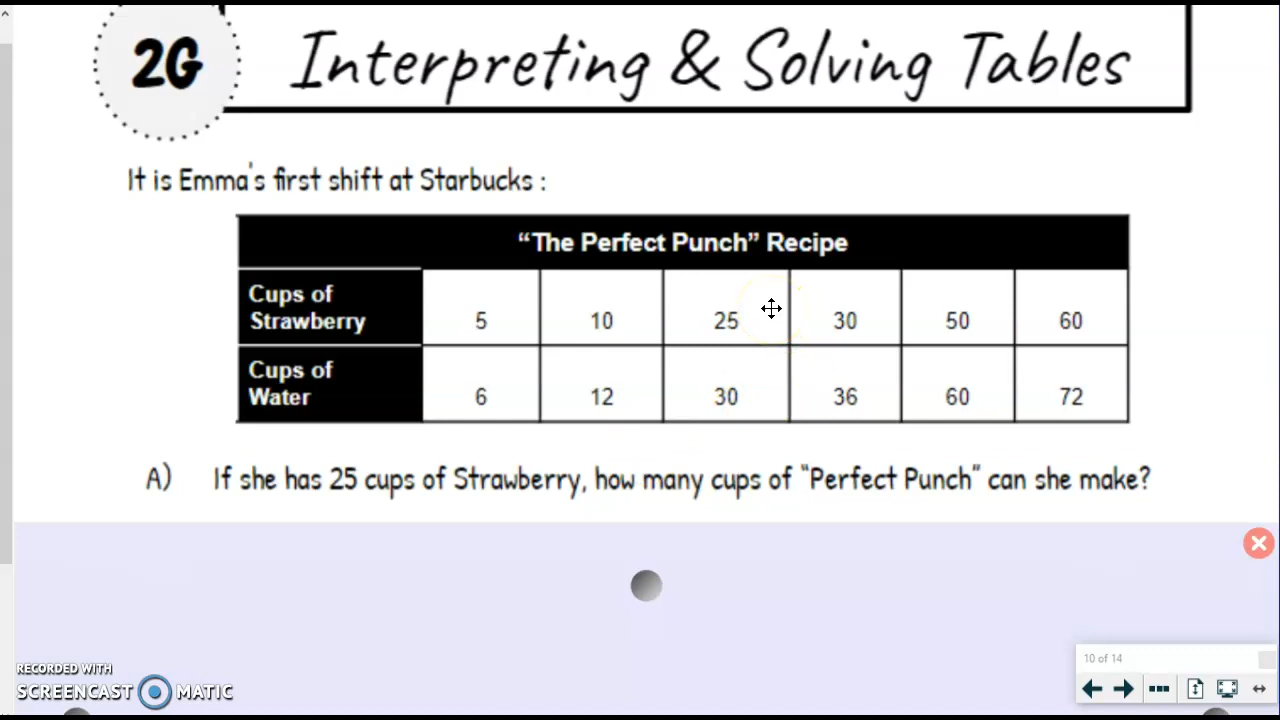 2G
Interpreting & Solving Tables
It is Emma's first shift at Starbucks :
“The Perfect Punch” Recipe
Cups of
Strawberry
5 10 25 30 50 60
Cups of
Water
6 12 30 36 60 72
A) If she has 25 cups of Strawberry, how many cups of “Perfect Punch” can she make?
10 of 14
RECORDED WITH
SCREENCAST MATIC